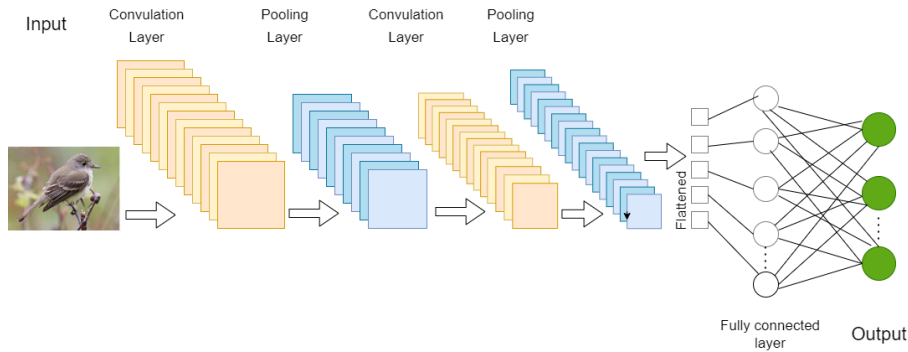 Input
Convulation
Layer
Pooling
Layer
Convulation
Layer
Pooling
Layer
Flattened
Fully connected
layer
Output